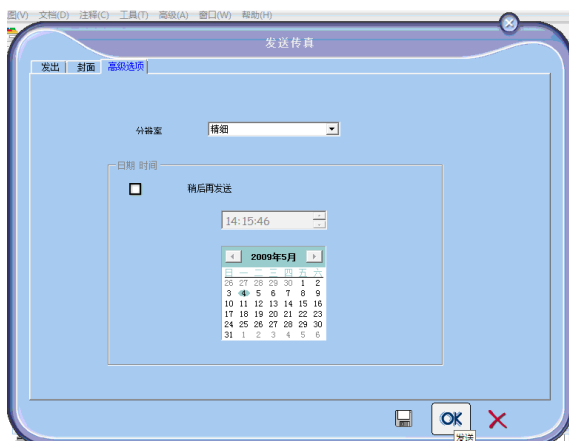 图(V) 文档(D) 注释(C) 工具(T) 高级(A) 窗口(W) 帮助(H)
发送传真
发出 封面 高级选项
分辨率 精细
日期 时间
稍后再发送
14:15:46
2009年5月
日 一 二 三 四 五 六
26 27 28 29 30 1 2
3 4 5 6 7 8 9
10 11 12 13 14 15 16
17 18 19 20 21 22 23
24 25 26 27 28 29 30
31 1 2 3 4 5 6
OK
发送